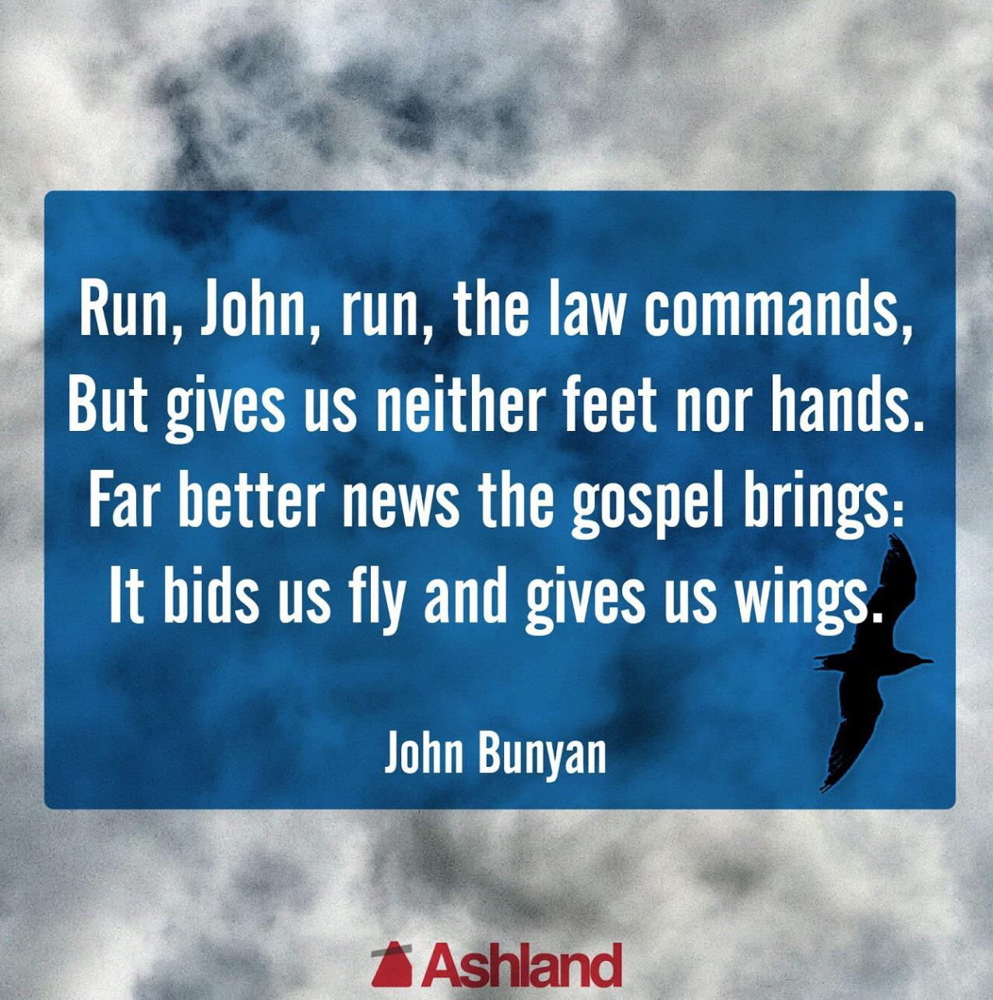 Run, John, run, the law commands,
But gives us neither feet nor hands.
Far better news the gospel brings:
It bids us fly and gives us wings.
John Bunyan
Ashland